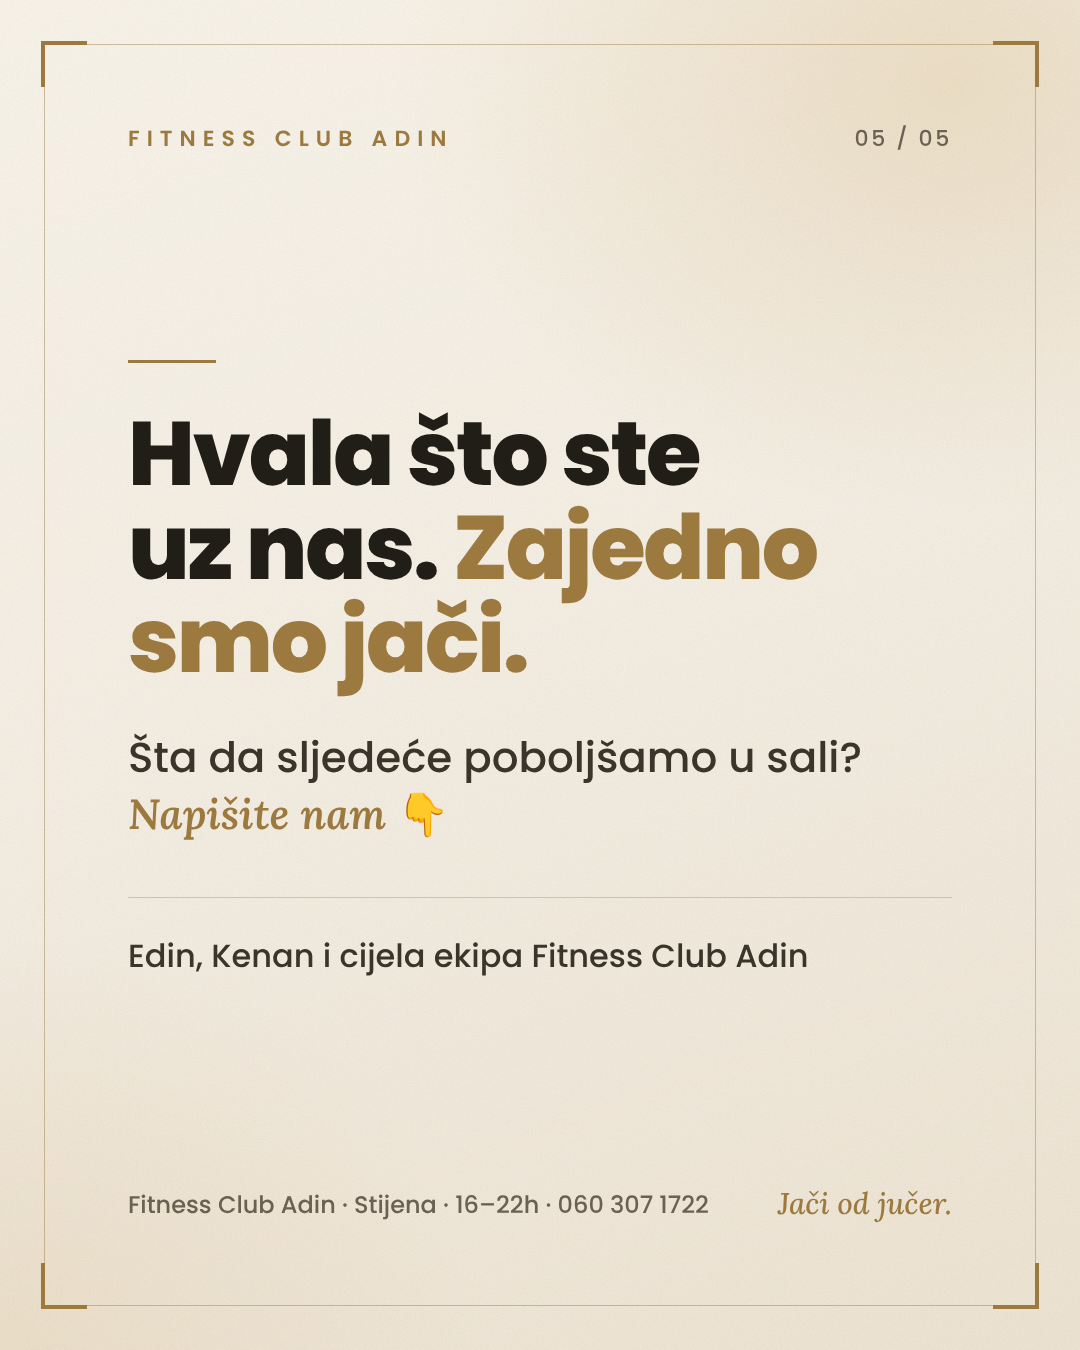 FITNESS CLUB ADIN
05 / 05
Hvala što ste
uz nas. Zajedno
smo jači.
Šta da sljedeće poboljšamo u sali?
Napišite nam 👇
Edin, Kenan i cijela ekipa Fitness Club Adin
Fitness Club Adin · Stijena · 16–22h · 060 307 1722
Jači od jučer.